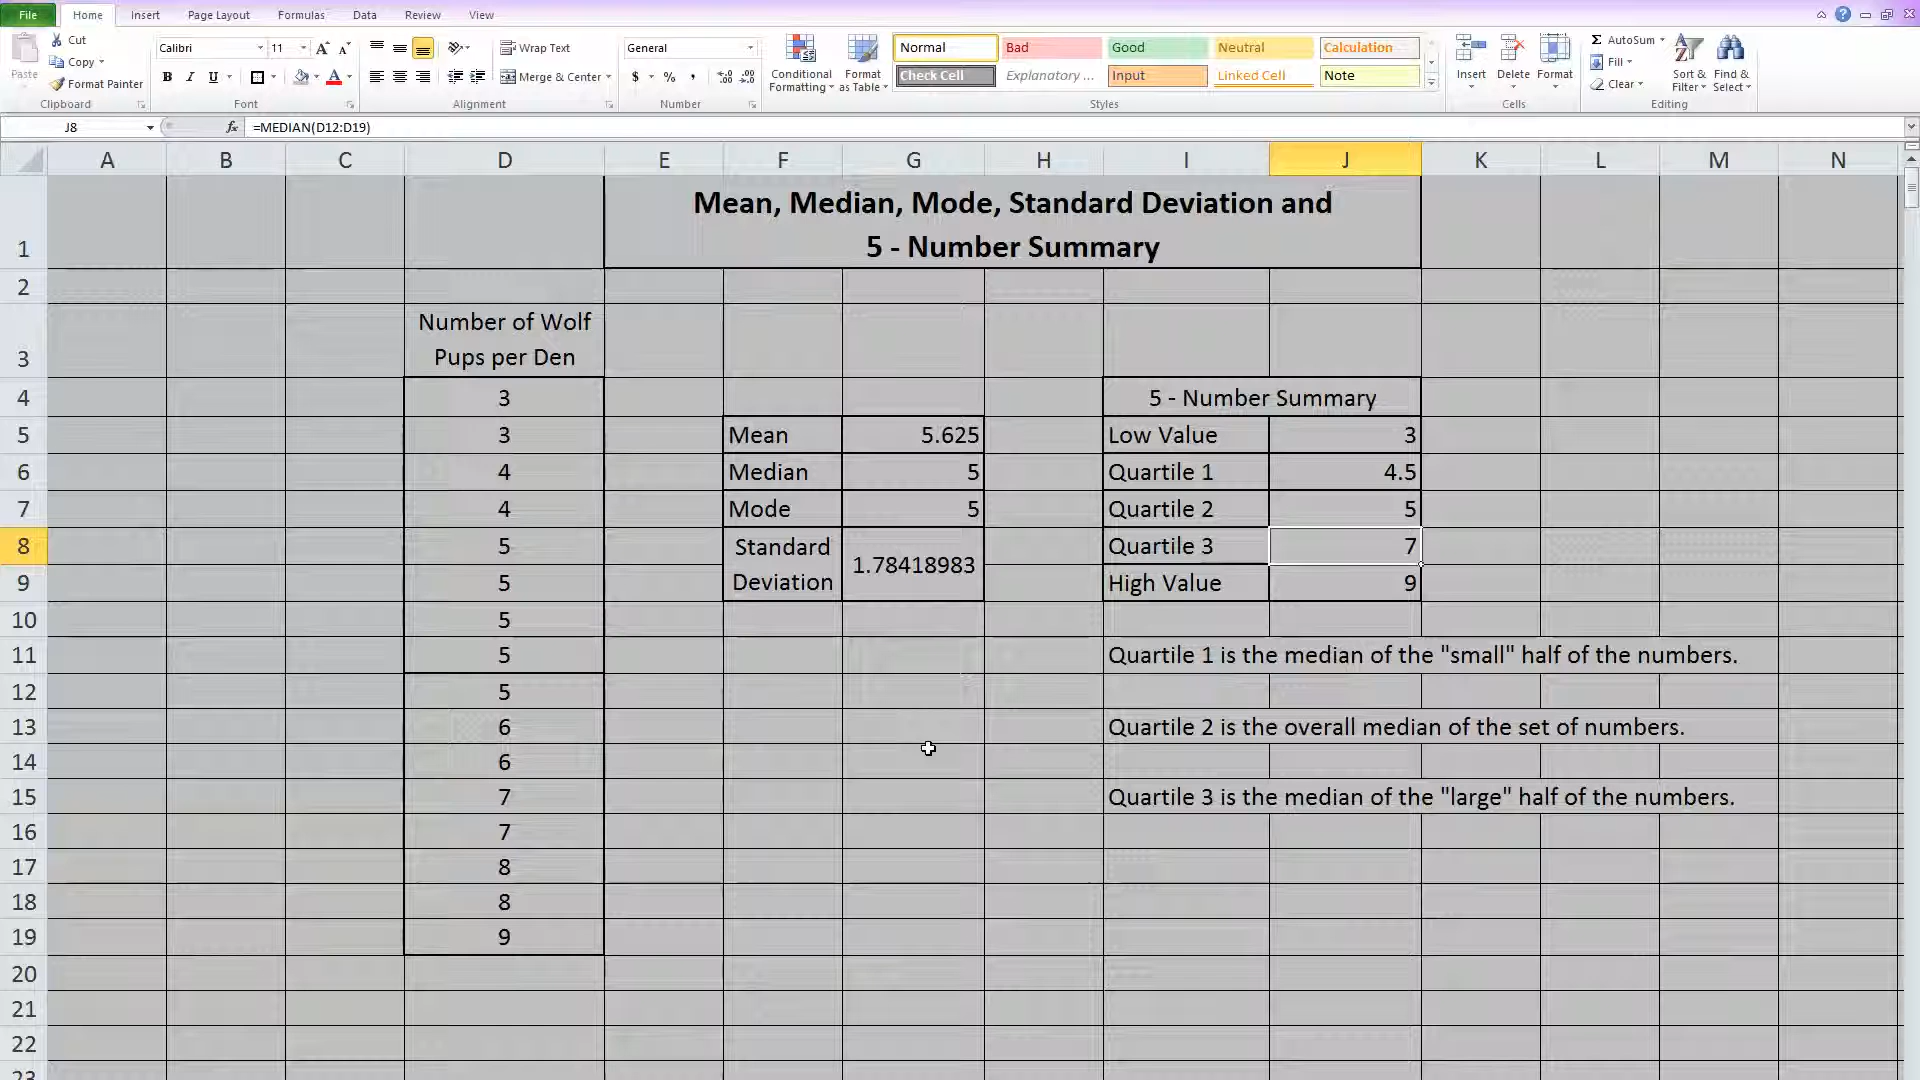 File Home Insert Page Layout Formulas Data Review View
Cut
Copy
Format Painter
Paste
Clipboard
Calibri 11
B I U
Font
Wrap Text
Merge & Center
Alignment
General
$ % ,
Number
Conditional
Formatting
Format
as Table
Normal Bad Good Neutral Calculation
Check Cell Explanatory ... Input Linked Cell Note
Styles
Insert Delete Format
Cells
Σ AutoSum
Fill
Clear
Sort &
Filter
Find &
Select
Editing
J8 fx =MEDIAN(D12:D19)
A B C D E F G H I J K L M N
Mean, Median, Mode, Standard Deviation and
1 5 - Number Summary
2
Number of Wolf
3 Pups per Den
4 3 5 - Number Summary
5 3 Mean 5.625 Low Value 3
6 4 Median 5 Quartile 1 4.5
7 4 Mode 5 Quartile 2 5
8 5 Standard 1.78418983 Quartile 3 7
9 5 Deviation High Value 9
10 5
11 5 Quartile 1 is the median of the "small" half of the numbers.
12 5
13 6 Quartile 2 is the overall median of the set of numbers.
14 6
15 7 Quartile 3 is the median of the "large" half of the numbers.
16 7
17 8
18 8
19 9
20
21
22
23